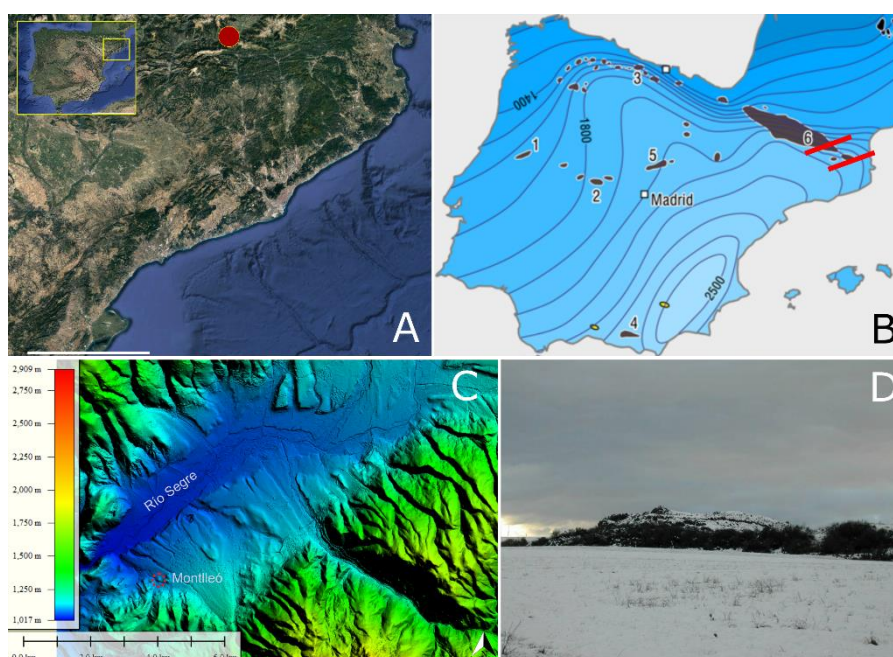 A
1400
1800
1
2
3
5
6
Madrid
2500
4
B
2,909 m
2,750 m
2,500 m
2,250 m
2,000 m
1,750 m
1,500 m
1,250 m
1,017 m
Río Segre
Montlleó
C
D